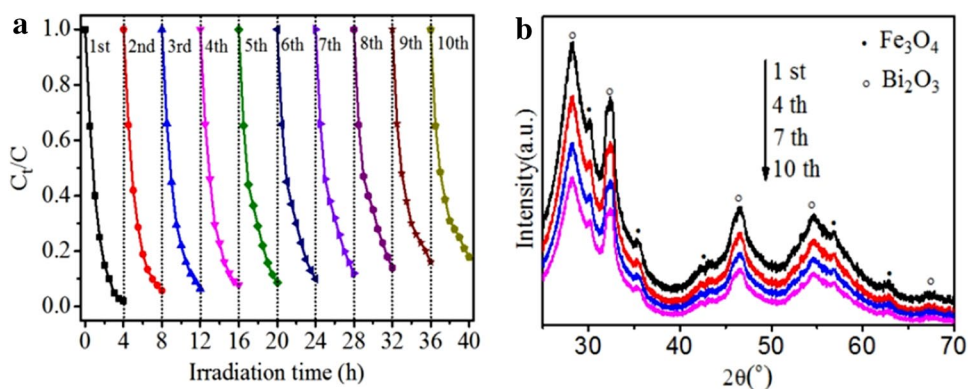 a
1.0
0.8
0.6
0.4
0.2
0.0
C_t/C
1st 2nd 3rd 4th 5th 6th 7th 8th 9th 10th
0 4 8 12 16 20 24 28 32 36 40
Irradiation time (h)
b
• Fe₃O₄
○ Bi₂O₃
1 st
4 th
7 th
10 th
Intensity(a.u.)
30 40 50 60 70
2θ(°)